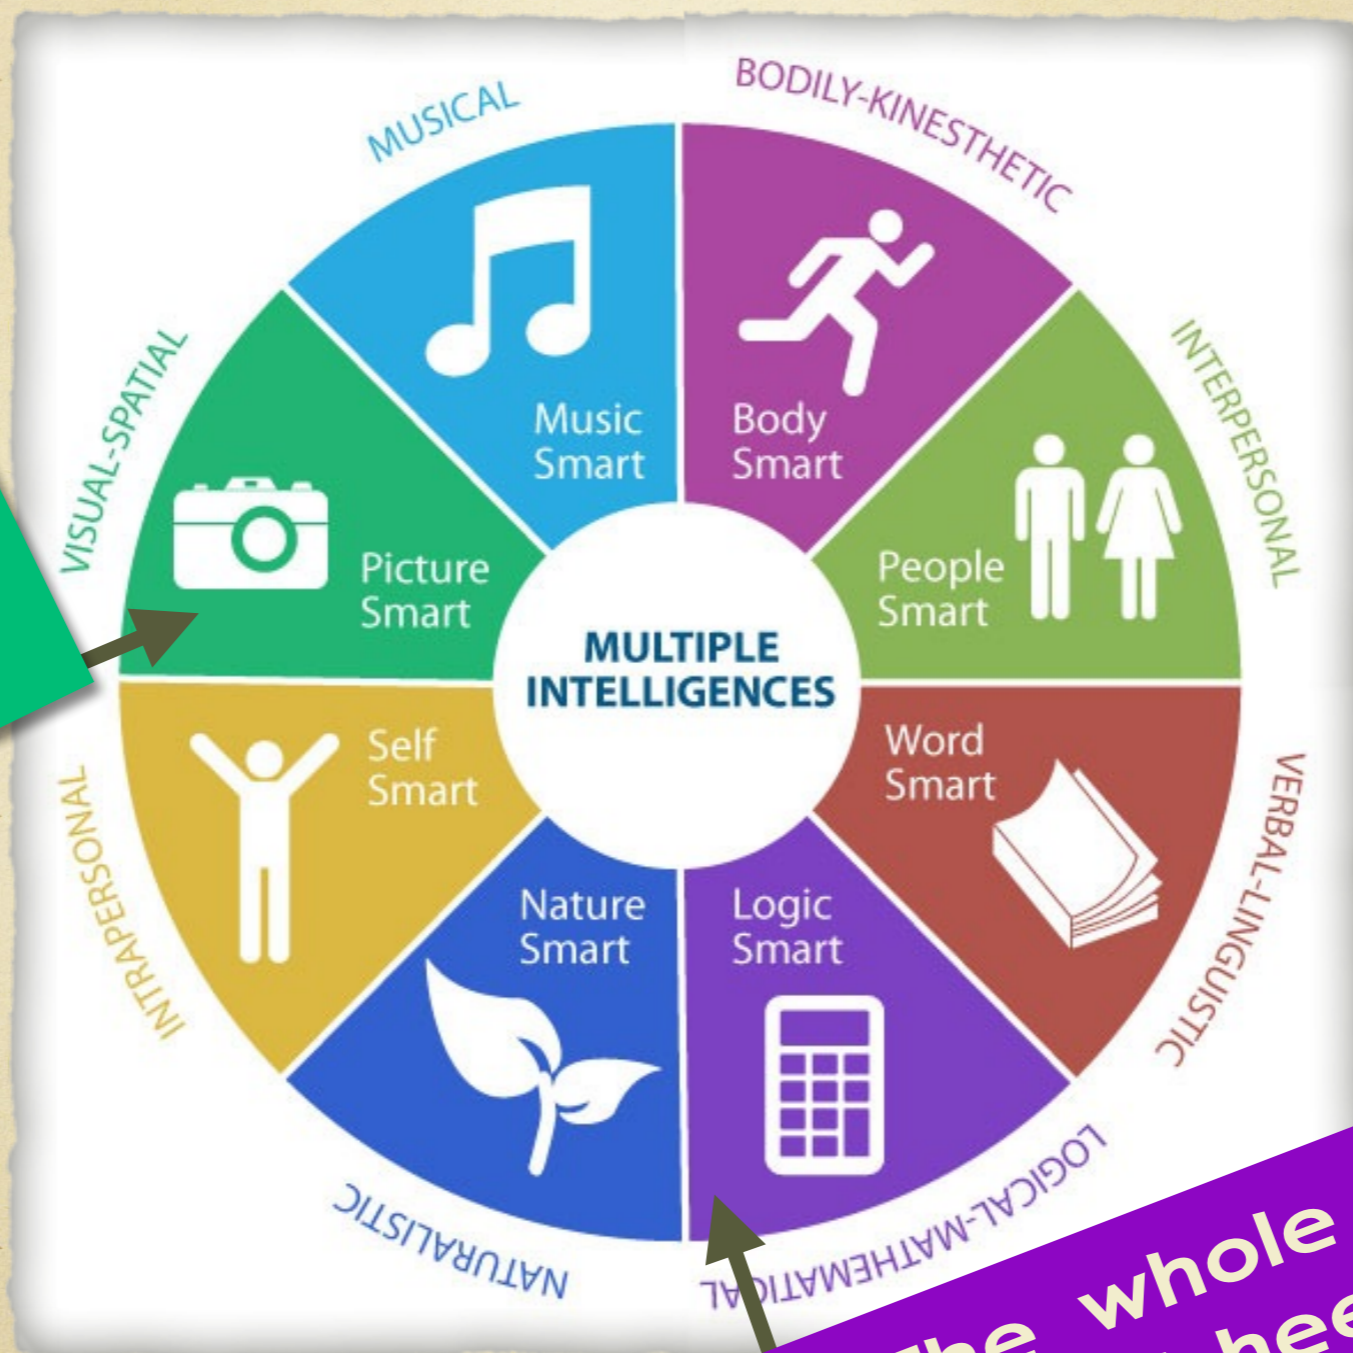 MUSICAL
BODILY-KINESTHETIC
VISUAL-SPATIAL
INTERPERSONAL
Music
Smart
Body
Smart
Picture
Smart
People
Smart
MULTIPLE
INTELLIGENCES
Self
Smart
Word
Smart
INTRAPERSONAL
VERBAL-LINGUISTIC
Nature
Smart
Logic
Smart
NATURALISTIC
LOGICAL-MATHEMATICAL
whole